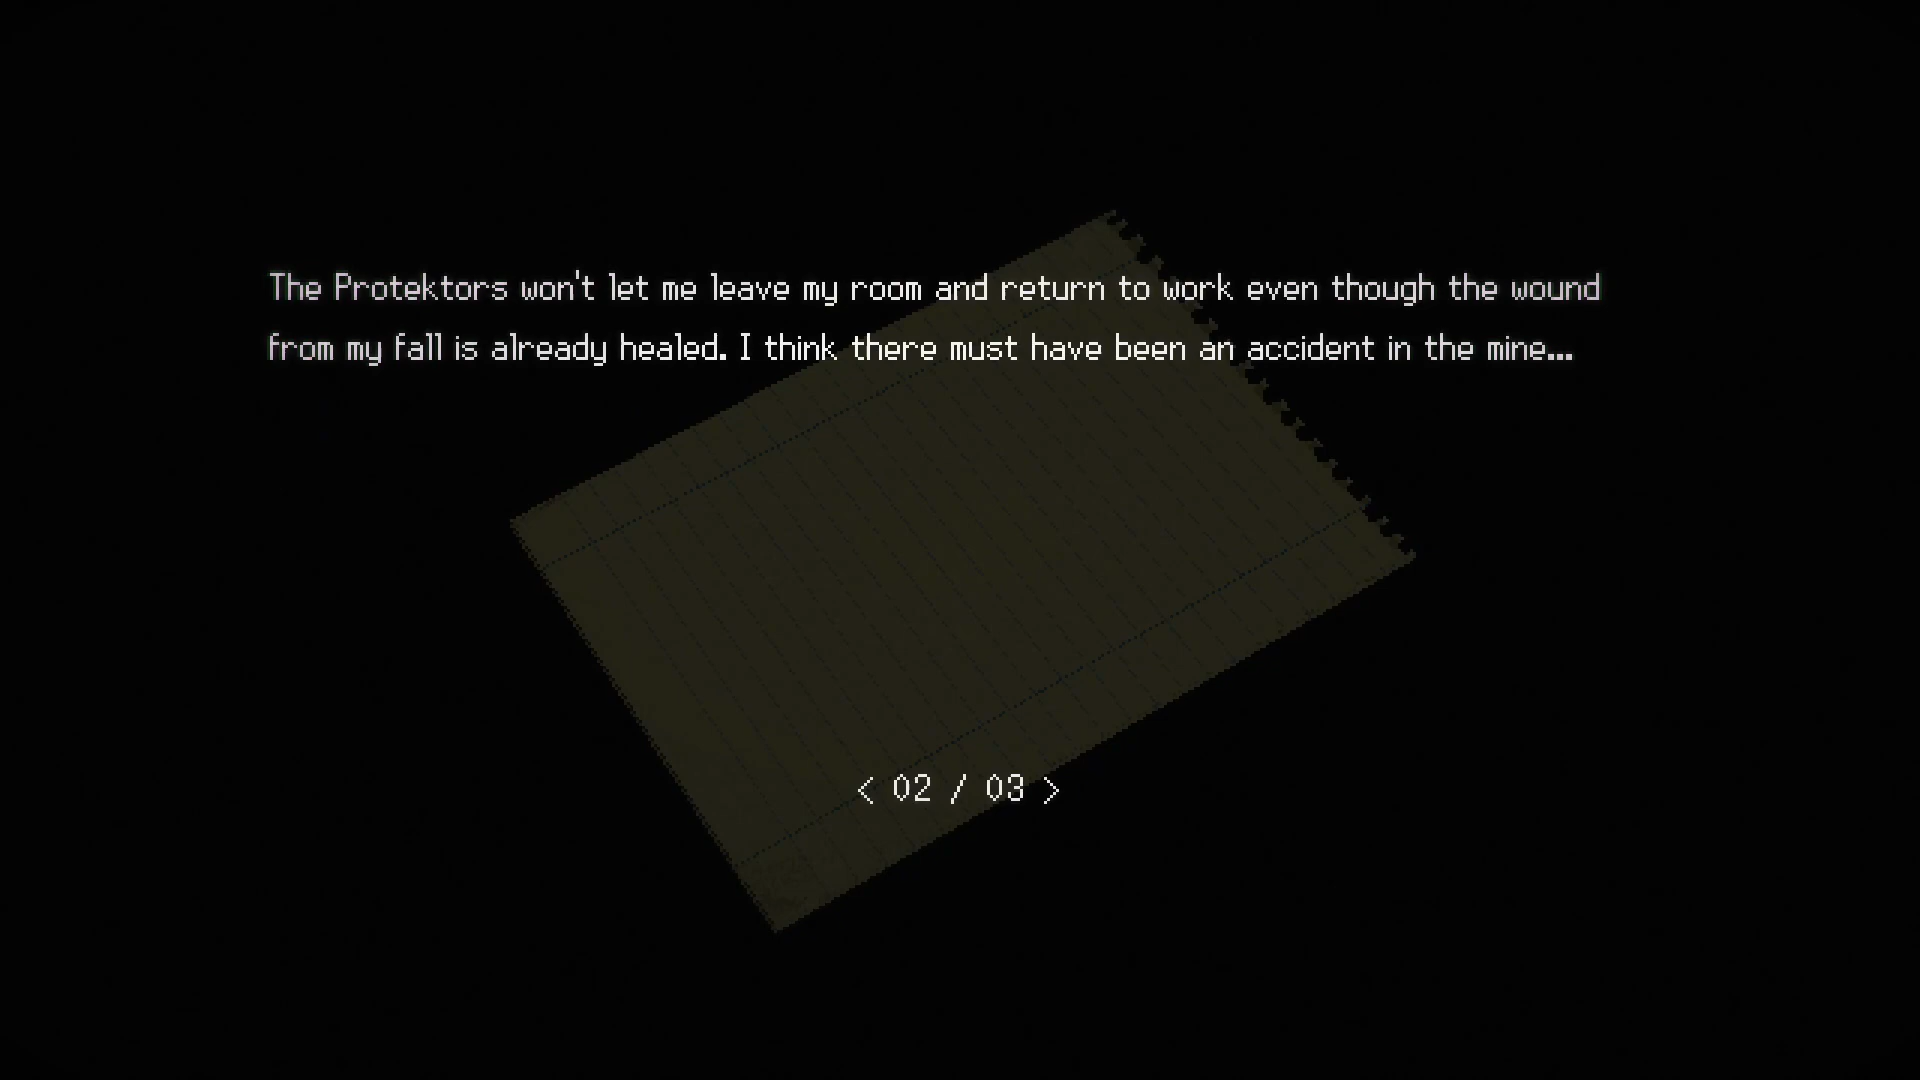 The Protektors won't let me leave my room and return to work even though the wound
from my fall is already healed. I think there must have been an accident in the mine...
< 02 / 03 >